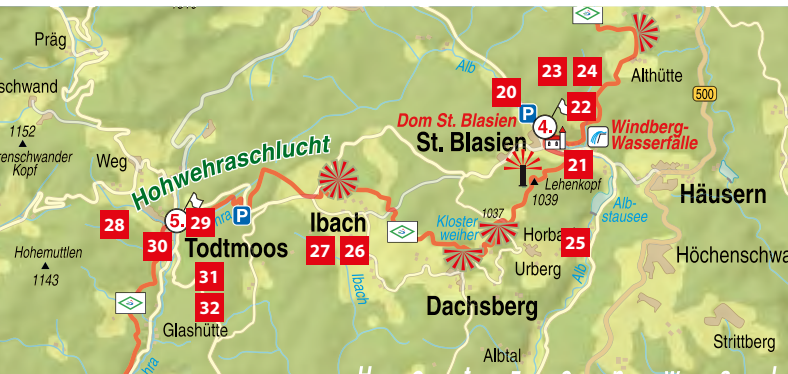 Präg
Althütte
schwand
Alb
23
24
500
20
P
22
1152
Dom St. Blasien
4.
Windberg-
Wasserfälle
renschwander
Kopf
Weg
Hohwehraschlucht
St. Blasien
21
Lehenkopf
1039
Häusern
Alb-
stausee
28
5.
29
P
Ibach
Kloster
weiher
1037
Horba
25
30
Todtmoos
27
26
Hohemuttlen
1143
Urberg
Höchenschwa
Alb
31
Ibach
32
Dachsberg
Glashütte
Strittberg
Albtal
hra